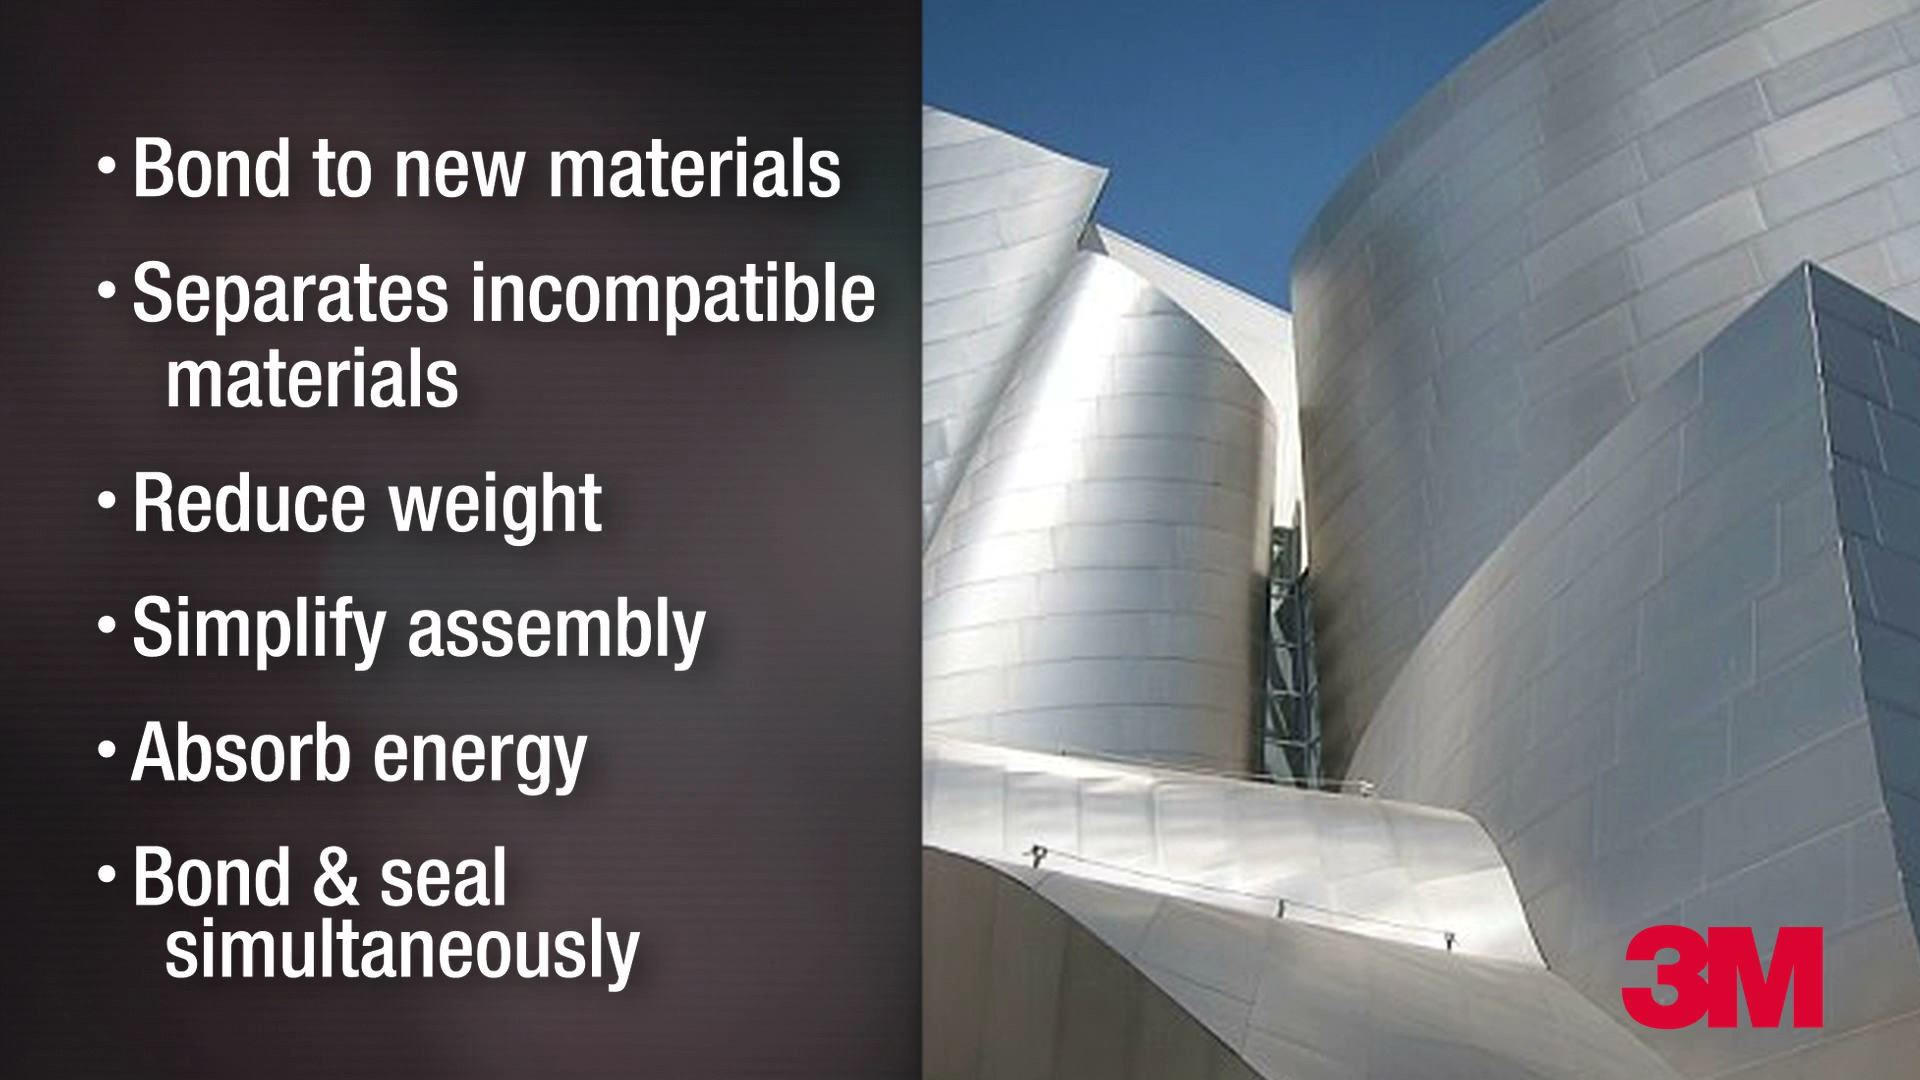 • Bond to new materials
• Separates incompatible
materials
• Reduce weight
• Simplify assembly
• Absorb energy
• Bond & seal
simultaneously
3M